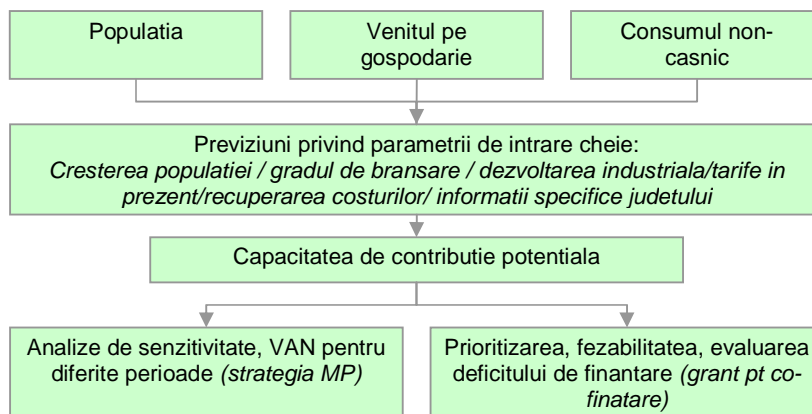 Populatia
Venitul pe
gospodarie
Consumul non-
casnic
Previziuni privind parametrii de intrare cheie:
Cresterea populatiei / gradul de bransare / dezvoltarea industriala/tarife in
prezent/recuperarea costurilor/ informatii specifice judetului
Capacitatea de contributie potentiala
Analize de senzitivitate, VAN pentru
diferite perioade (strategia MP)
Prioritizarea, fezabilitatea, evaluarea
deficitului de finantare (grant pt co-
finatare)